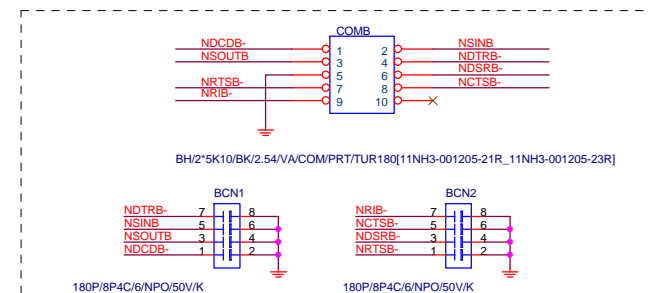 COMB
NDCDB- 1 2 NSINB
NSOUTB 3 4 NDTRB-
5 6 NDSRB-
NRTSB- 7 8 NCTSB-
NRIB- 9 10
BH/2*5K10/BK/2.54/VA/COM/PRT/TUR180[11NH3-001205-21R_11NH3-001205-23R]
BCN1
NDTRB- 7 8
NSINB 5 6
NSOUTB 3 4
NDCDB- 1 2
180P/8P4C/6/NPO/50V/K
BCN2
NRIB- 7 8
NCTSB- 5 6
NDSRB- 3 4
NRTSB- 1 2
180P/8P4C/6/NPO/50V/K